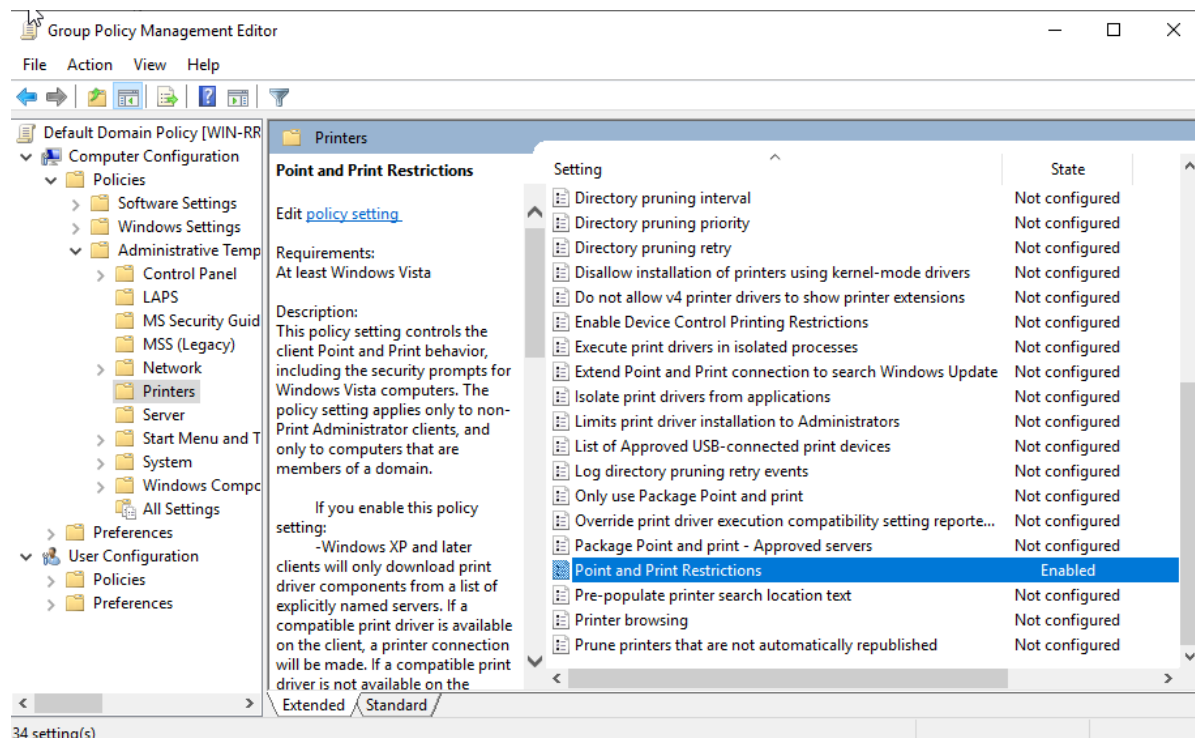 Group Policy Management Editor
File Action View Help
Default Domain Policy [WIN-RR
Computer Configuration
Policies
Software Settings
Windows Settings
Administrative Temp
Control Panel
LAPS
MS Security Guid
MSS (Legacy)
Network
Printers
Server
Start Menu and T
System
Windows Compo
All Settings
Preferences
User Configuration
Policies
Preferences
Printers
Point and Print Restrictions
Edit policy setting
Requirements:
At least Windows Vista
Description:
This policy setting controls the
client Point and Print behavior,
including the security prompts for
Windows Vista computers. The
policy setting applies only to non-
Print Administrator clients, and
only to computers that are
members of a domain.
If you enable this policy
setting:
-Windows XP and later
clients will only download print
driver components from a list of
explicitly named servers. If a
compatible print driver is available
on the client, a printer connection
will be made. If a compatible print
driver is not available on the
Setting State
Directory pruning interval Not configured
Directory pruning priority Not configured
Directory pruning retry Not configured
Disallow installation of printers using kernel-mode drivers Not configured
Do not allow v4 printer drivers to show printer extensions Not configured
Enable Device Control Printing Restrictions Not configured
Execute print drivers in isolated processes Not configured
Extend Point and Print connection to search Windows Update Not configured
Isolate print drivers from applications Not configured
Limits print driver installation to Administrators Not configured
List of Approved USB-connected print devices Not configured
Log directory pruning retry events Not configured
Only use Package Point and print Not configured
Override print driver execution compatibility setting reporte... Not configured
Package Point and print - Approved servers Not configured
Point and Print Restrictions Enabled
Pre-populate printer search location text Not configured
Printer browsing Not configured
Prune printers that are not automatically republished Not configured
Extended Standard
34 setting(s)